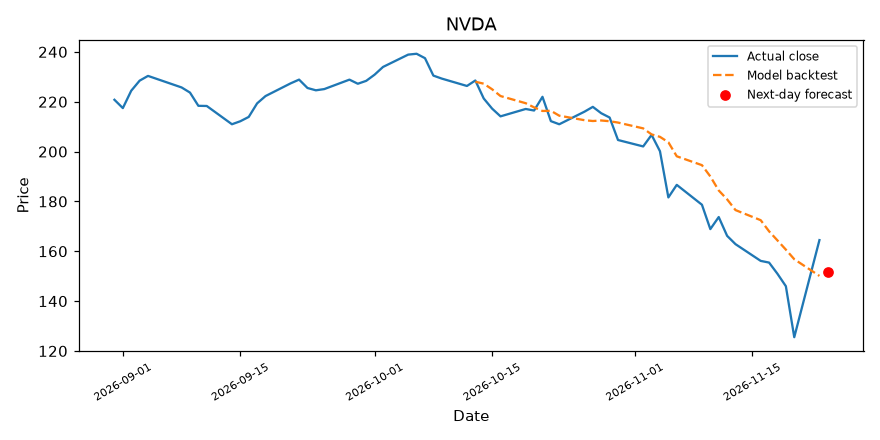 NVDA
Actual close
Model backtest
Next-day forecast
Price
240
220
200
180
160
140
120
2026-09-01
2026-09-15
2026-10-01
2026-10-15
2026-11-01
2026-11-15
Date